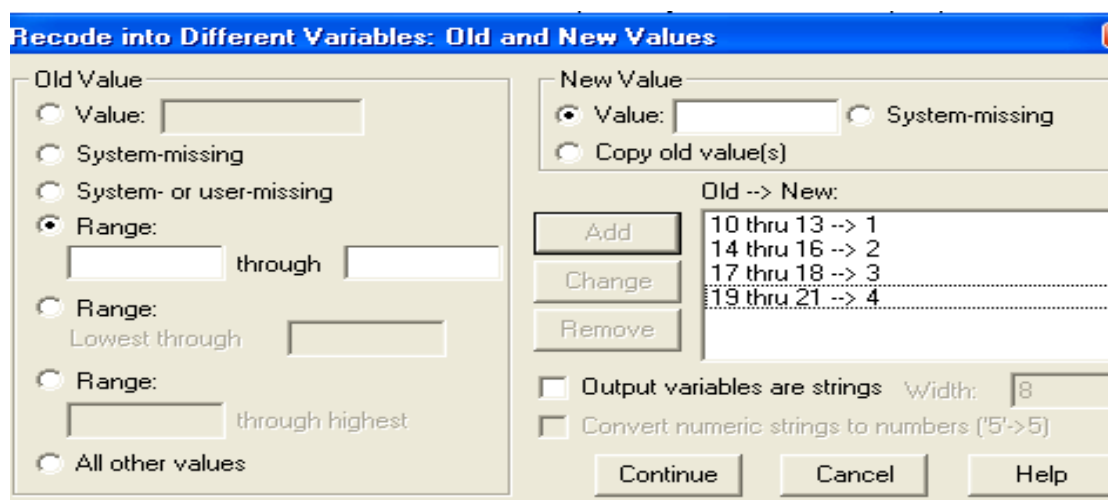 Recode into Different Variables: Old and New Values
Old Value
Value:
System-missing
System- or user-missing
Range:
through
Range:
Lowest through
Range:
through highest
All other values
New Value
Value:
System-missing
Copy old value(s)
Old --> New:
Add
Change
Remove
10 thru 13 --> 1
14 thru 16 --> 2
17 thru 18 --> 3
19 thru 21 --> 4
Output variables are strings Width: 8
Convert numeric strings to numbers ('5'->5)
Continue Cancel Help